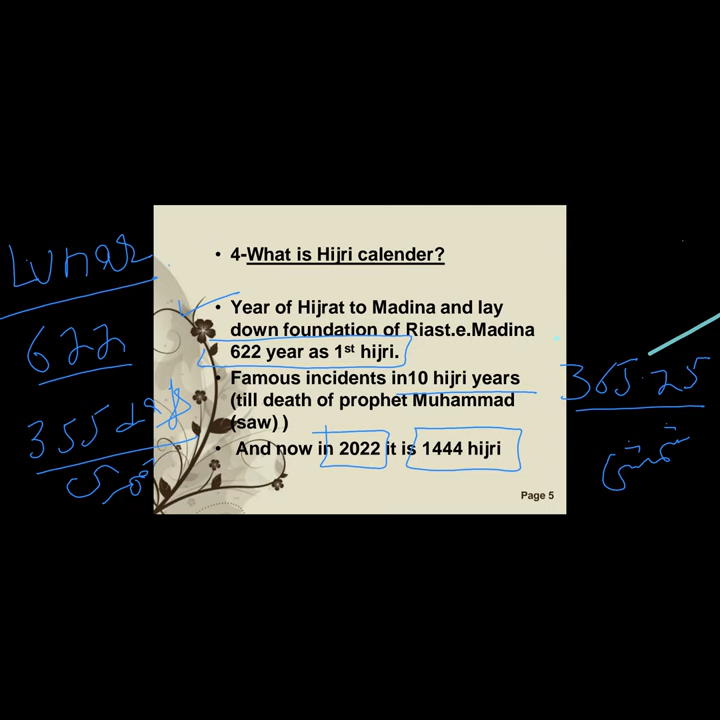 • 4-What is Hijri calender?
• Year of Hijrat to Madina and lay
down foundation of Riast.e.Madina
622 year as 1st hijri.
• Famous incidents in10 hijri years
(till death of prophet Muhammad
(saw) )
• And now in 2022 it is 1444 hijri
Page 5
Lunar
622
355 days
365.25